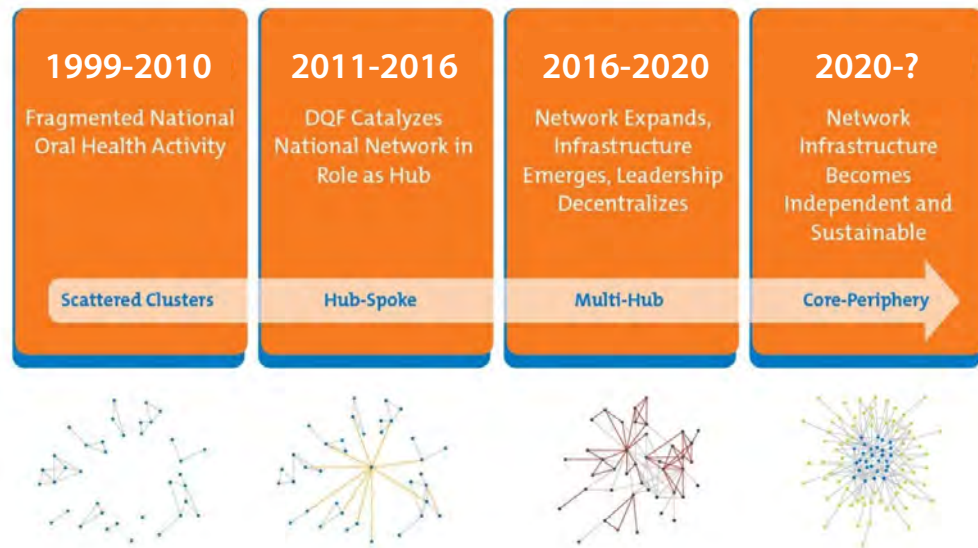 1999-2010
Fragmented National
Oral Health Activity
2011-2016
DQF Catalyzes
National Network in
Role as Hub
2016-2020
Network Expands,
Infrastructure
Emerges, Leadership
Decentralizes
2020-?
Network
Infrastructure
Becomes
Independent and
Sustainable
Scattered Clusters
Hub-Spoke
Multi-Hub
Core-Periphery